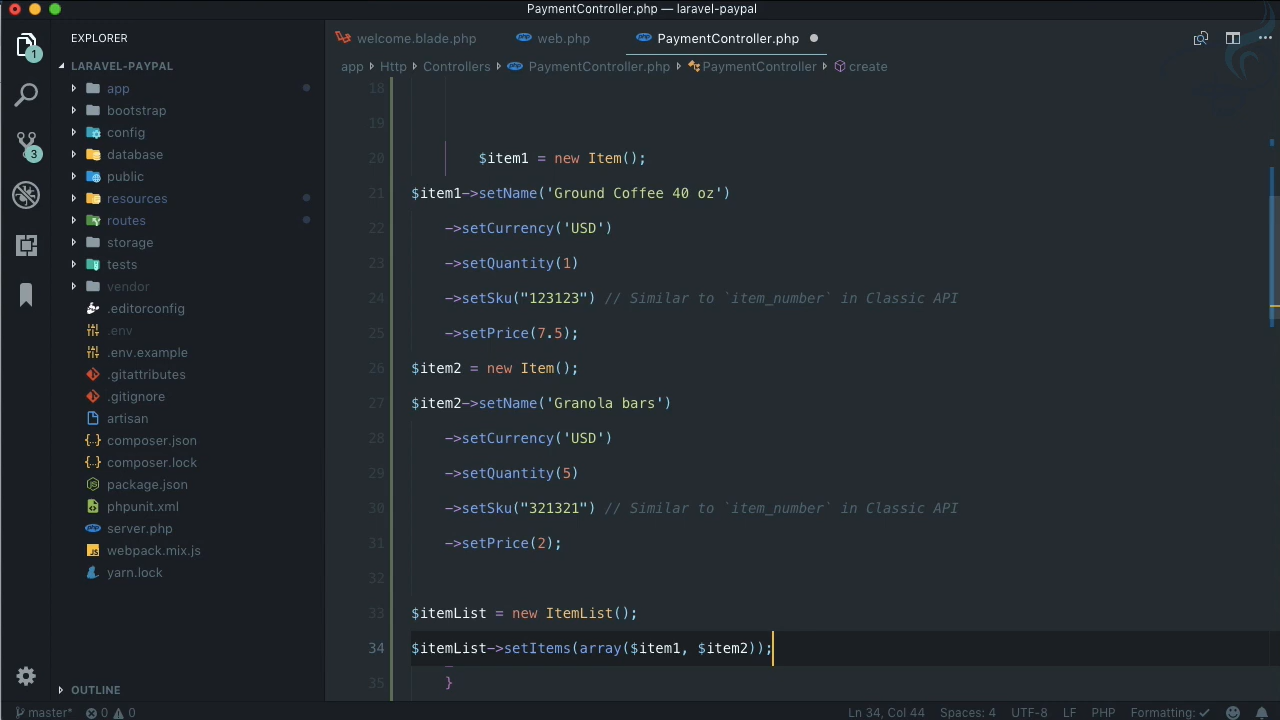 PaymentController.php — laravel-paypal
EXPLORER
welcome.blade.php
web.php
PaymentController.php
1
LARAVEL-PAYPAL
app
Http
Controllers
PaymentController.php
PaymentController
create
app
bootstrap
config
database
3
public
resources
routes
storage
tests
vendor
.editorconfig
.env
.env.example
.gitattributes
.gitignore
artisan
composer.json
composer.lock
package.json
phpunit.xml
server.php
webpack.mix.js
yarn.lock
OUTLINE
18
19
20 $item1 = new Item();
21 $item1->setName('Ground Coffee 40 oz')
22 ->setCurrency('USD')
23 ->setQuantity(1)
24 ->setSku("123123") // Similar to `item_number` in Classic API
25 ->setPrice(7.5);
26 $item2 = new Item();
27 $item2->setName('Granola bars')
28 ->setCurrency('USD')
29 ->setQuantity(5)
30 ->setSku("321321") // Similar to `item_number` in Classic API
31 ->setPrice(2);
32
33 $itemList = new ItemList();
34 $itemList->setItems(array($item1, $item2));
35 }
master* 0 0 Ln 34, Col 44 Spaces: 4 UTF-8 LF PHP Formatting: ✓